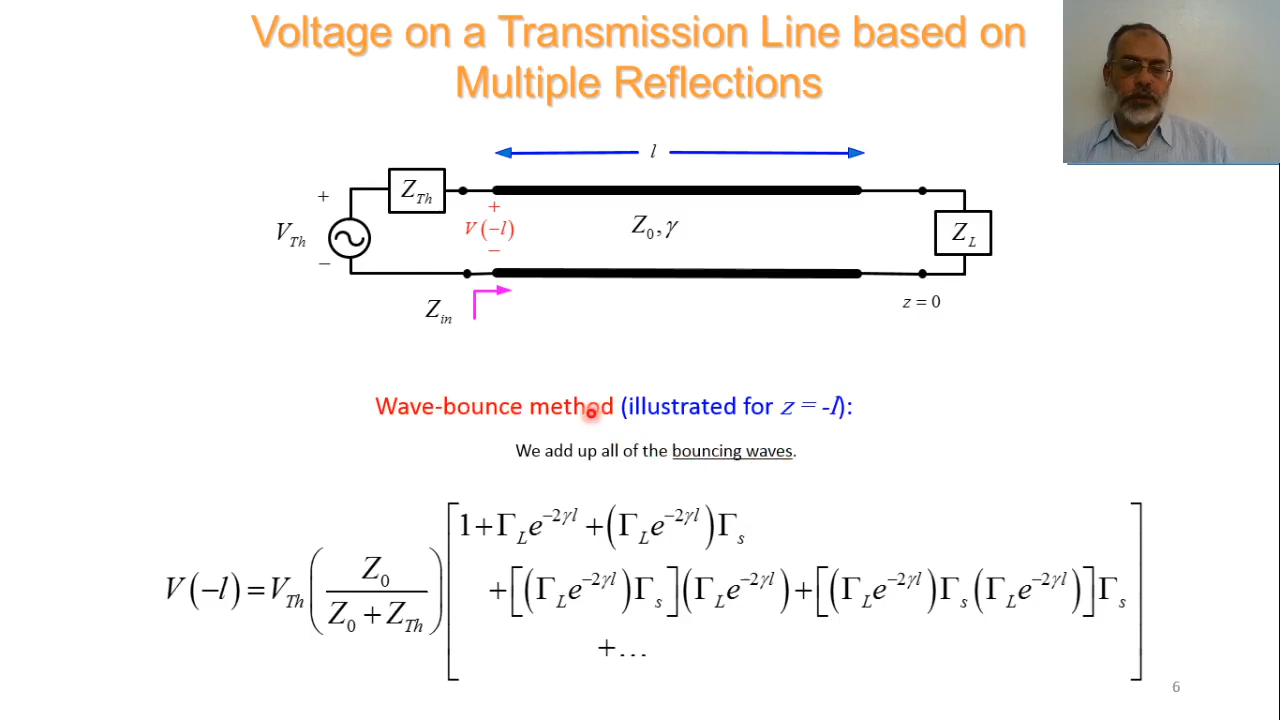 Voltage on a Transmission Line based on
Multiple Reflections
l
+
Z_Th
+
V(−l)
−
V_Th
−
Z_0, γ
Z_L
Z_in
z = 0
Wave-bounce method (illustrated for z = -l):
We add up all of the bouncing waves.
V(−l) = V_Th (Z_0 / (Z_0 + Z_Th)) [1 + Γ_L e^{−2γl} + (Γ_L e^{−2γl}) Γ_s
+ [(Γ_L e^{−2γl}) Γ_s] (Γ_L e^{−2γl}) + [(Γ_L e^{−2γl}) Γ_s (Γ_L e^{−2γl})] Γ_s
+…]
6